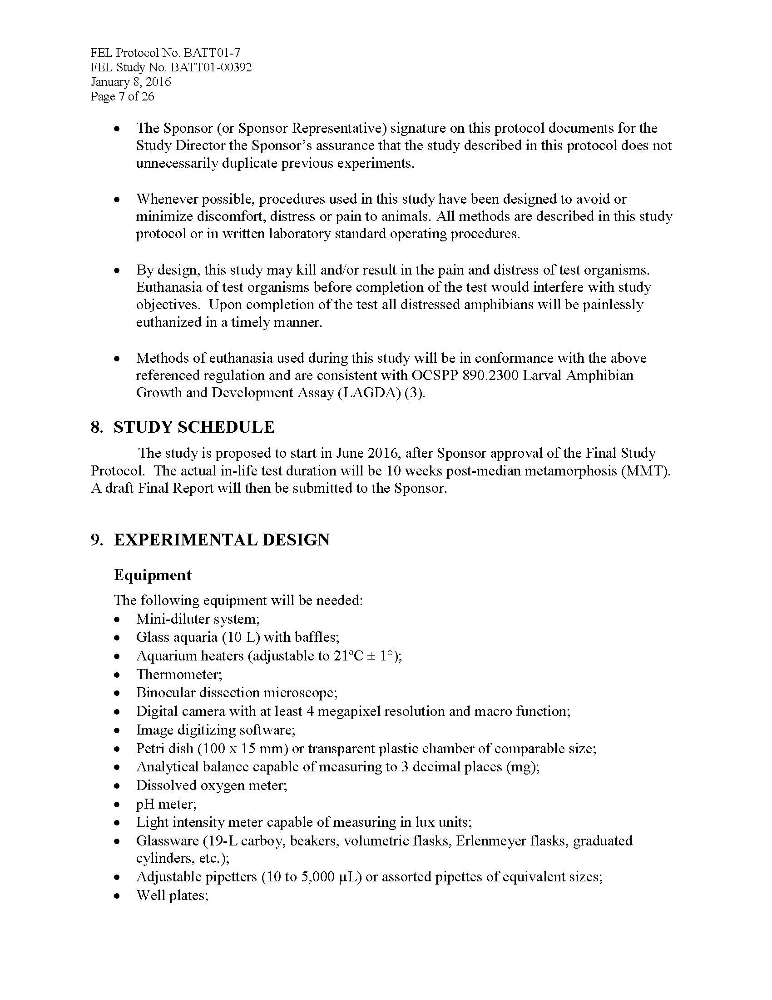 FEL Protocol No. BATT01-7
FEL Study No. BATT01-00392
January 8, 2016
Page 7 of 26
• The Sponsor (or Sponsor Representative) signature on this protocol documents for the
Study Director the Sponsor’s assurance that the study described in this protocol does not
unnecessarily duplicate previous experiments.
• Whenever possible, procedures used in this study have been designed to avoid or
minimize discomfort, distress or pain to animals. All methods are described in this study
protocol or in written laboratory standard operating procedures.
• By design, this study may kill and/or result in the pain and distress of test organisms.
Euthanasia of test organisms before completion of the test would interfere with study
objectives.  Upon completion of the test all distressed amphibians will be painlessly
euthanized in a timely manner.
• Methods of euthanasia used during this study will be in conformance with the above
referenced regulation and are consistent with OCSPP 890.2300 Larval Amphibian
Growth and Development Assay (LAGDA) (3).
8. STUDY SCHEDULE
The study is proposed to start in June 2016, after Sponsor approval of the Final Study
Protocol.  The actual in-life test duration will be 10 weeks post-median metamorphosis (MMT).
A draft Final Report will then be submitted to the Sponsor.
9. EXPERIMENTAL DESIGN
Equipment
The following equipment will be needed:
• Mini-diluter system;
• Glass aquaria (10 L) with baffles;
• Aquarium heaters (adjustable to 21ºC ± 1°);
• Thermometer;
• Binocular dissection microscope;
• Digital camera with at least 4 megapixel resolution and macro function;
• Image digitizing software;
• Petri dish (100 x 15 mm) or transparent plastic chamber of comparable size;
• Analytical balance capable of measuring to 3 decimal places (mg);
• Dissolved oxygen meter;
• pH meter;
• Light intensity meter capable of measuring in lux units;
• Glassware (19-L carboy, beakers, volumetric flasks, Erlenmeyer flasks, graduated
cylinders, etc.);
• Adjustable pipetters (10 to 5,000 µL) or assorted pipettes of equivalent sizes;
• Well plates;